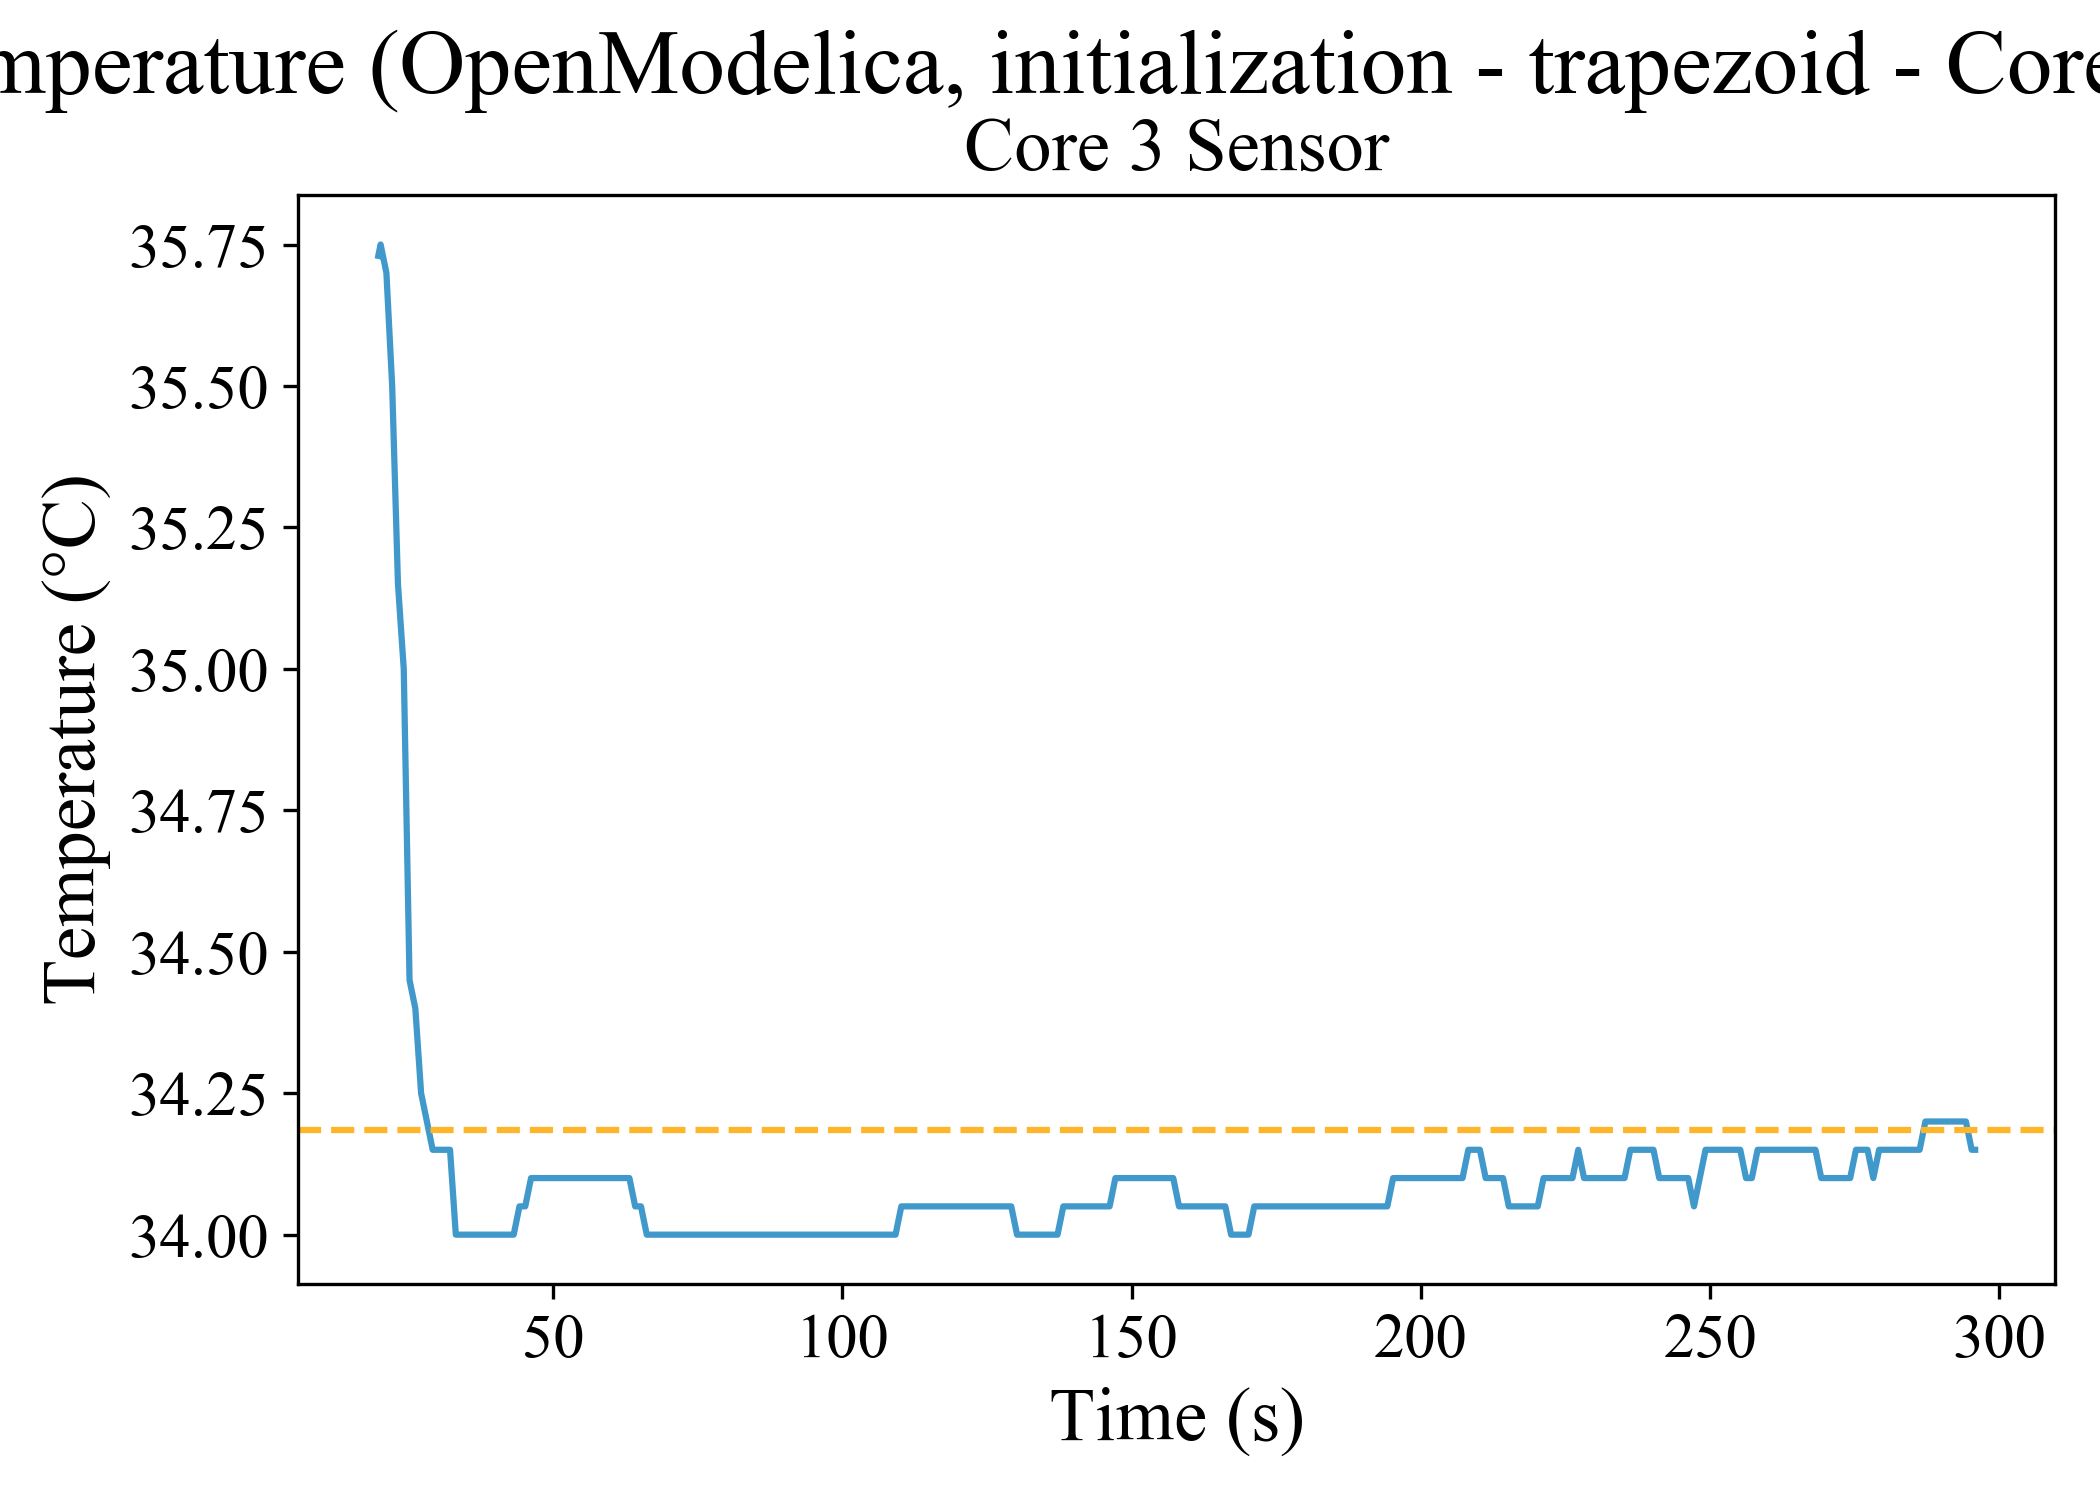 mperature (OpenModelica, initialization - trapezoid - Core
Core 3 Sensor
35.75
35.50
35.25
35.00
34.75
34.50
34.25
34.00
Temperature (°C)
50 100 150 200 250 300
Time (s)